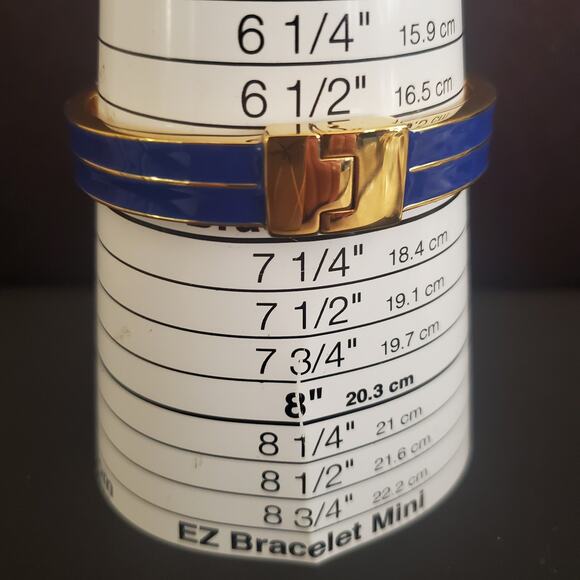 6 1/4" 15.9 cm
6 1/2" 16.5 cm
7 1/4" 18.4 cm
7 1/2" 19.1 cm
7 3/4" 19.7 cm
8" 20.3 cm
8 1/4" 21 cm
8 1/2" 21.6 cm
8 3/4" 22.2 cm
EZ Bracelet Mini